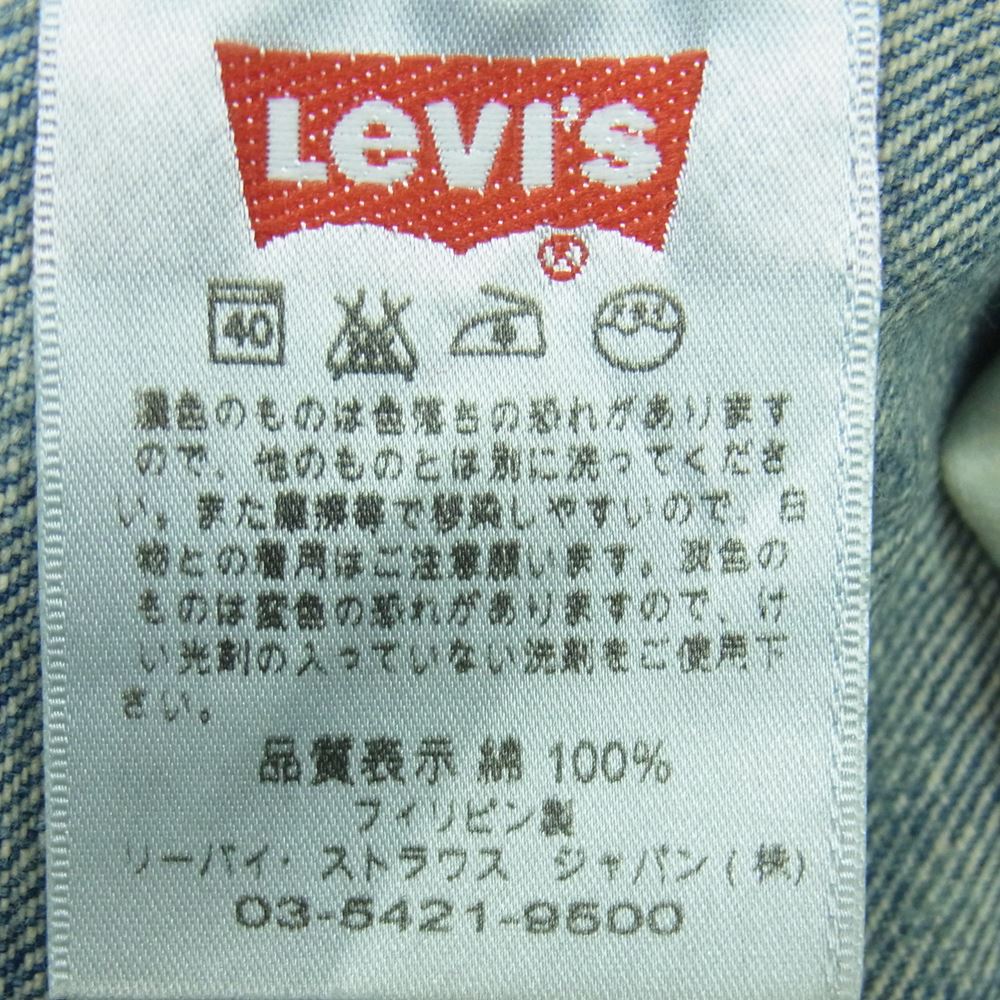 Levi's
®
40
濃色のものは色落ちの恐れがあります
ので、他のものとは別に洗ってくださ
い。また摩擦等で移染しやすいので、白
物との着用はご注意願います。淡色の
ものは変色の恐れがありますので、け
い光剤の入っていない洗剤をご使用下
さい。
品質表示 綿 100%
フィリピン製
リーバイ・ストラウス ジャパン(株)
03-5421-9500